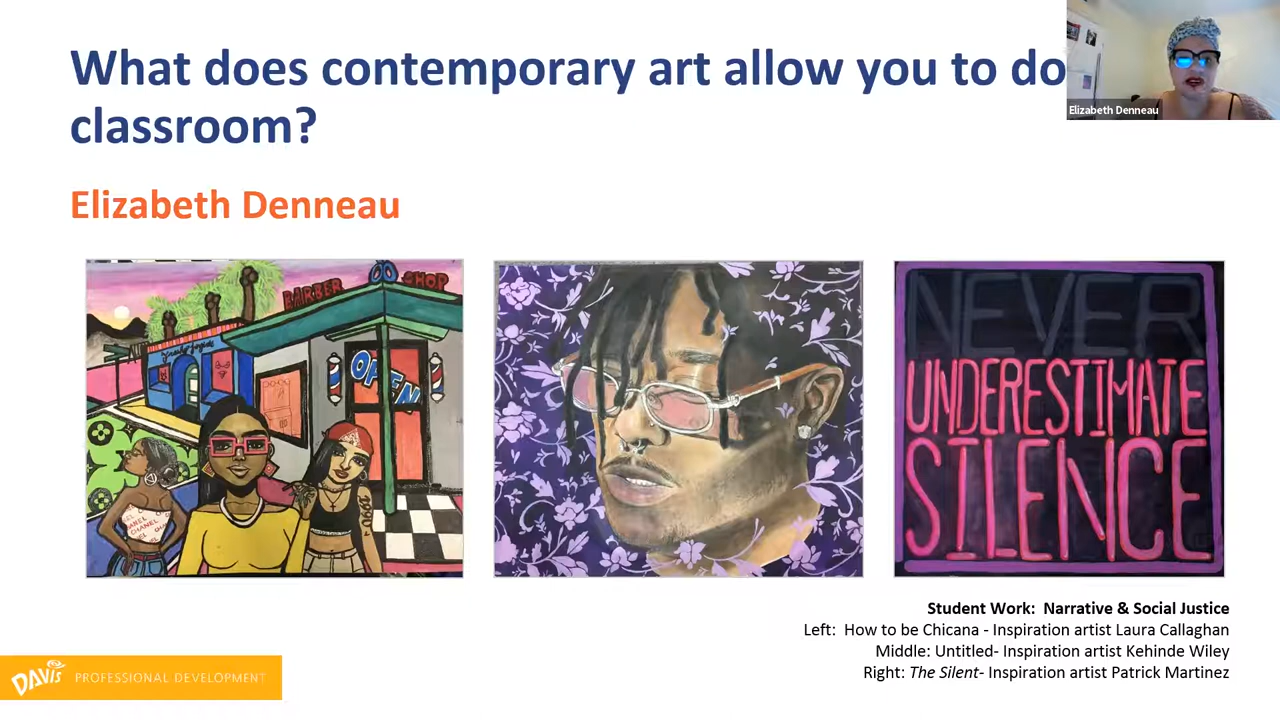 What does contemporary art allow you to do
classroom?
Elizabeth Denneau
Elizabeth Denneau
BARBER SHOP
OPEN
CHANEL
NEVER
UNDERESTIMATE
SILENCE
Student Work: Narrative & Social Justice
Left: How to be Chicana - Inspiration artist Laura Callaghan
Middle: Untitled- Inspiration artist Kehinde Wiley
Right: The Silent- Inspiration artist Patrick Martinez
DAVIS PROFESSIONAL DEVELOPMENT